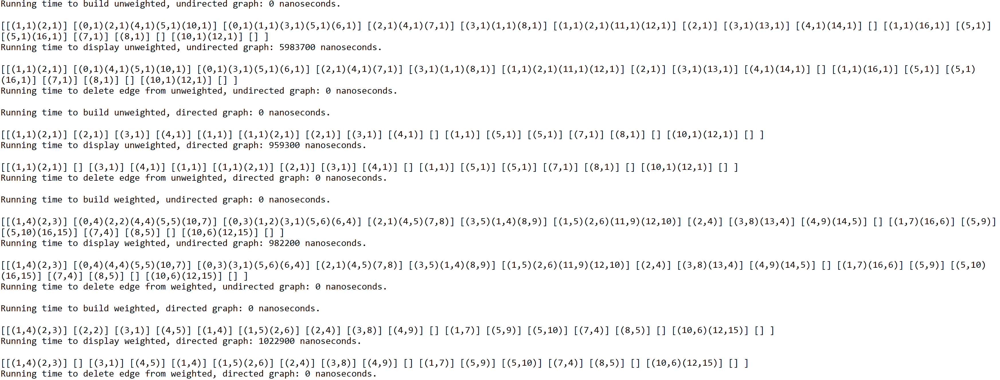 Running time to build unweighted, undirected graph: 0 nanoseconds.
[[(1,1)(2,1)] [(0,1)(2,1)(4,1)(5,1)(10,1)] [(0,1)(1,1)(3,1)(5,1)(6,1)] [(2,1)(4,1)(7,1)] [(3,1)(1,1)(8,1)] [(1,1)(2,1)(11,1)(12,1)] [(2,1)] [(3,1)(13,1)] [(4,1)(14,1)] [] [(1,1)(16,1)] [(5,1)]
[(5,1)(16,1)] [(7,1)] [(8,1)] [] [(10,1)(12,1)] [] ]
Running time to display unweighted, undirected graph: 5983700 nanoseconds.
[[(1,1)(2,1)] [(0,1)(4,1)(5,1)(10,1)] [(0,1)(3,1)(5,1)(6,1)] [(2,1)(4,1)(7,1)] [(3,1)(1,1)(8,1)] [(1,1)(2,1)(11,1)(12,1)] [(2,1)] [(3,1)(13,1)] [(4,1)(14,1)] [] [(1,1)(16,1)] [(5,1)] [(5,1)
(16,1)] [(7,1)] [(8,1)] [] [(10,1)(12,1)] [] ]
Running time to delete edge from unweighted, undirected graph: 0 nanoseconds.
Running time to build unweighted, directed graph: 0 nanoseconds.
[[(1,1)(2,1)] [(2,1)] [(3,1)] [(4,1)] [(1,1)] [(1,1)(2,1)] [(2,1)] [(3,1)] [(4,1)] [] [(1,1)] [(5,1)] [(5,1)] [(7,1)] [(8,1)] [] [(10,1)(12,1)] [] ]
Running time to display unweighted, directed graph: 959300 nanoseconds.
[[(1,1)(2,1)] [] [(3,1)] [(4,1)] [(1,1)] [(1,1)(2,1)] [(2,1)] [(3,1)] [(4,1)] [] [(1,1)] [(5,1)] [(5,1)] [(7,1)] [(8,1)] [] [(10,1)(12,1)] [] ]
Running time to delete edge from unweighted, directed graph: 0 nanoseconds.
Running time to build weighted, undirected graph: 0 nanoseconds.
[[(1,4)(2,3)] [(0,4)(2,2)(4,4)(5,5)(10,7)] [(0,3)(1,2)(3,1)(5,6)(6,4)] [(2,1)(4,5)(7,8)] [(3,5)(1,4)(8,9)] [(1,5)(2,6)(11,9)(12,10)] [(2,4)] [(3,8)(13,4)] [(4,9)(14,5)] [] [(1,7)(16,6)] [(5,9)]
[(5,10)(16,15)] [(7,4)] [(8,5)] [] [(10,6)(12,15)] [] ]
Running time to display weighted, undirected graph: 982200 nanoseconds.
[[(1,4)(2,3)] [(0,4)(4,4)(5,5)(10,7)] [(0,3)(3,1)(5,6)(6,4)] [(2,1)(4,5)(7,8)] [(3,5)(1,4)(8,9)] [(1,5)(2,6)(11,9)(12,10)] [(2,4)] [(3,8)(13,4)] [(4,9)(14,5)] [] [(1,7)(16,6)] [(5,9)] [(5,10)
(16,15)] [(7,4)] [(8,5)] [] [(10,6)(12,15)] [] ]
Running time to delete edge from weighted, undirected graph: 0 nanoseconds.
Running time to build weighted, directed graph: 0 nanoseconds.
[[(1,4)(2,3)] [(2,2)] [(3,1)] [(4,5)] [(1,4)] [(1,5)(2,6)] [(2,4)] [(3,8)] [(4,9)] [] [(1,7)] [(5,9)] [(5,10)] [(7,4)] [(8,5)] [] [(10,6)(12,15)] [] ]
Running time to display weighted, directed graph: 1022900 nanoseconds.
[[(1,4)(2,3)] [] [(3,1)] [(4,5)] [(1,4)] [(1,5)(2,6)] [(2,4)] [(3,8)] [(4,9)] [] [(1,7)] [(5,9)] [(5,10)] [(7,4)] [(8,5)] [] [(10,6)(12,15)] [] ]
Running time to delete edge from weighted, directed graph: 0 nanoseconds.